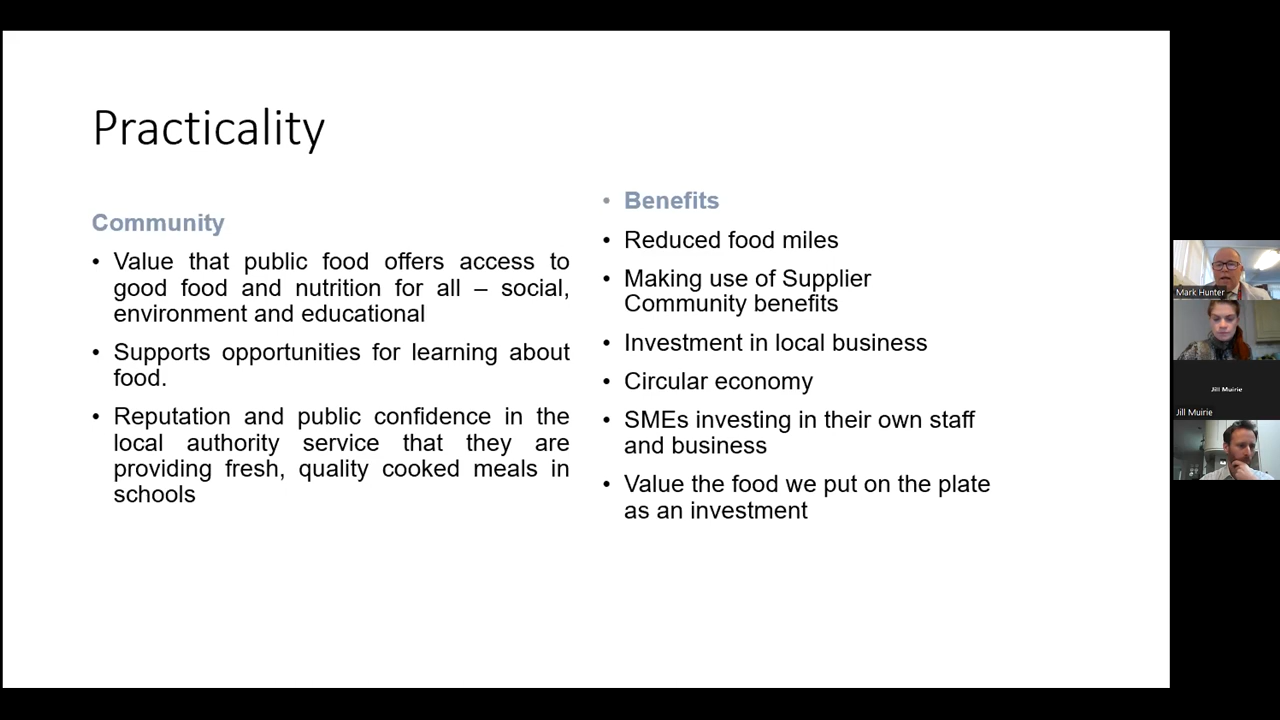 Practicality
Community
• Value that public food offers access to
good food and nutrition for all – social,
environment and educational
• Supports opportunities for learning about
food.
• Reputation and public confidence in the
local authority service that they are
providing fresh, quality cooked meals in
schools
• Benefits
• Reduced food miles
• Making use of Supplier
Community benefits
• Investment in local business
• Circular economy
• SMEs investing in their own staff
and business
• Value the food we put on the plate
as an investment
Mark Hunter
Jill Muirie
Jill Muirie